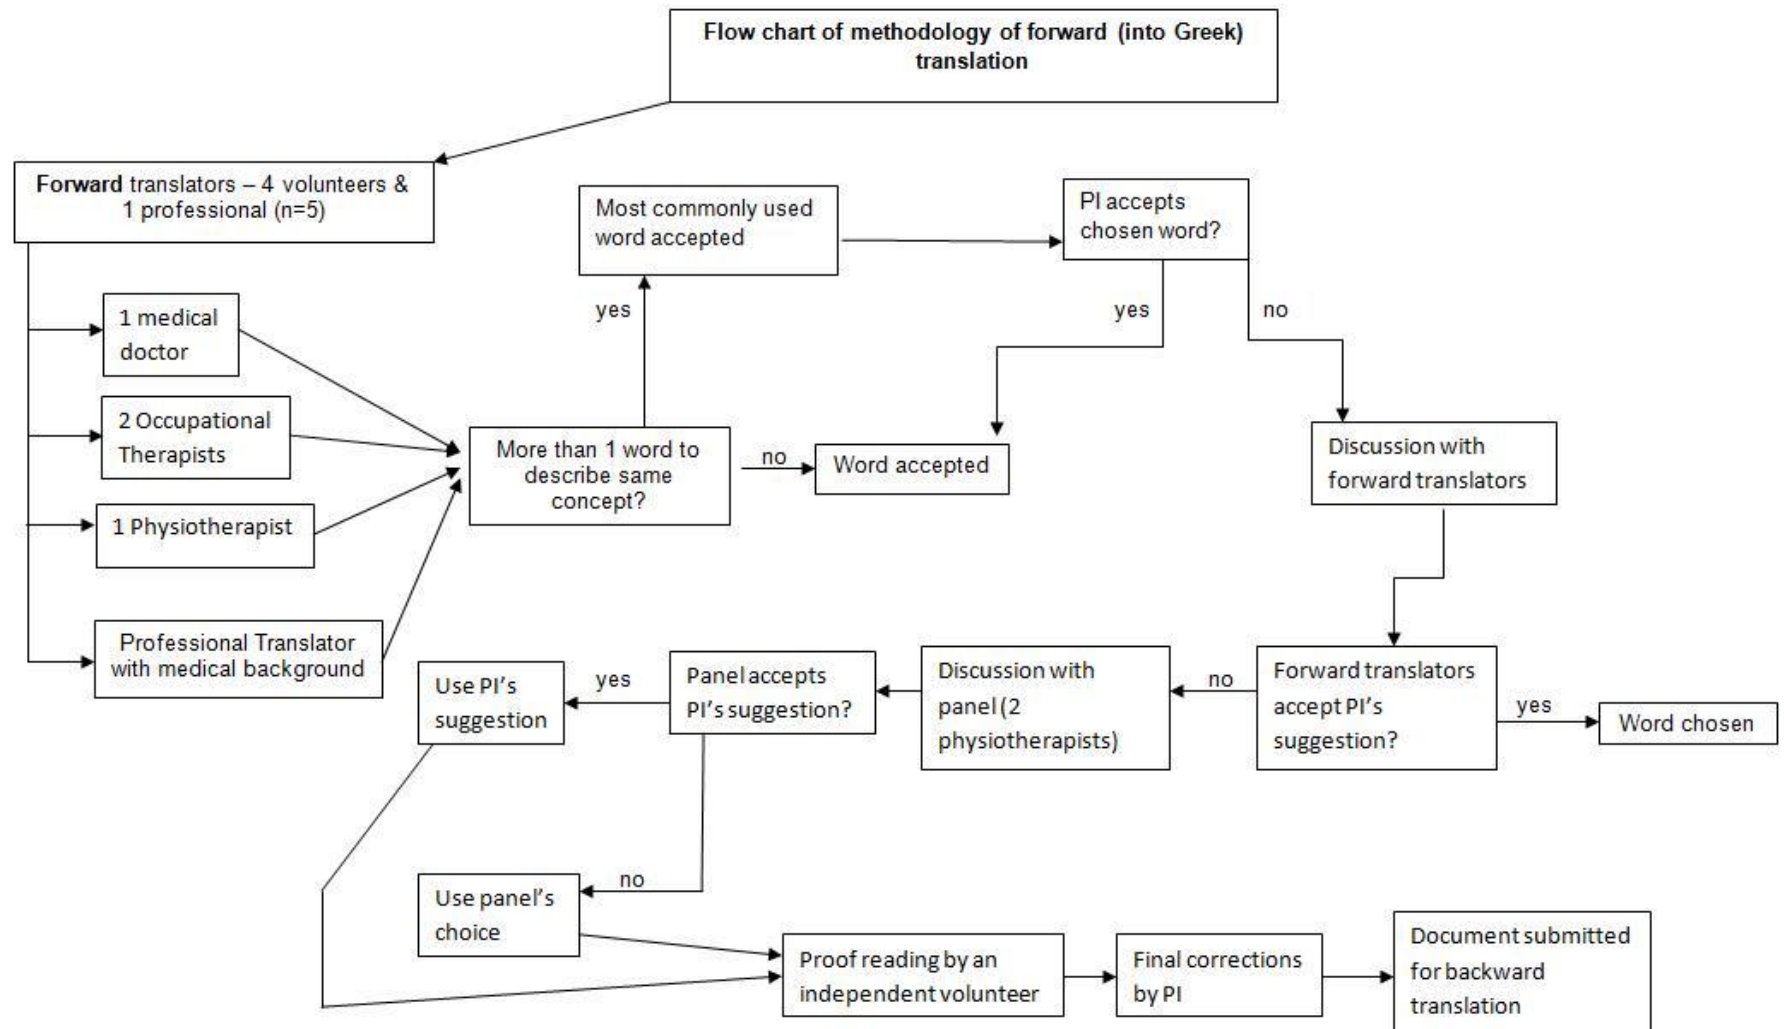 Flow chart of methodology of forward (into Greek)
translation
Forward translators – 4 volunteers &
1 professional (n=5)
1 medical
doctor
2 Occupational
Therapists
1 Physiotherapist
Professional Translator
with medical background
More than 1 word to
describe same
concept?
yes
Most commonly used
word accepted
no
Word accepted
PI accepts
chosen word?
yes
no
Discussion with
forward translators
Forward translators
accept PI's
suggestion?
yes
Word chosen
no
Discussion with
panel (2
physiotherapists)
Panel accepts
PI's suggestion?
yes
Use PI's
suggestion
no
Use panel's
choice
Proof reading by an
independent volunteer
Final corrections
by PI
Document submitted
for backward
translation